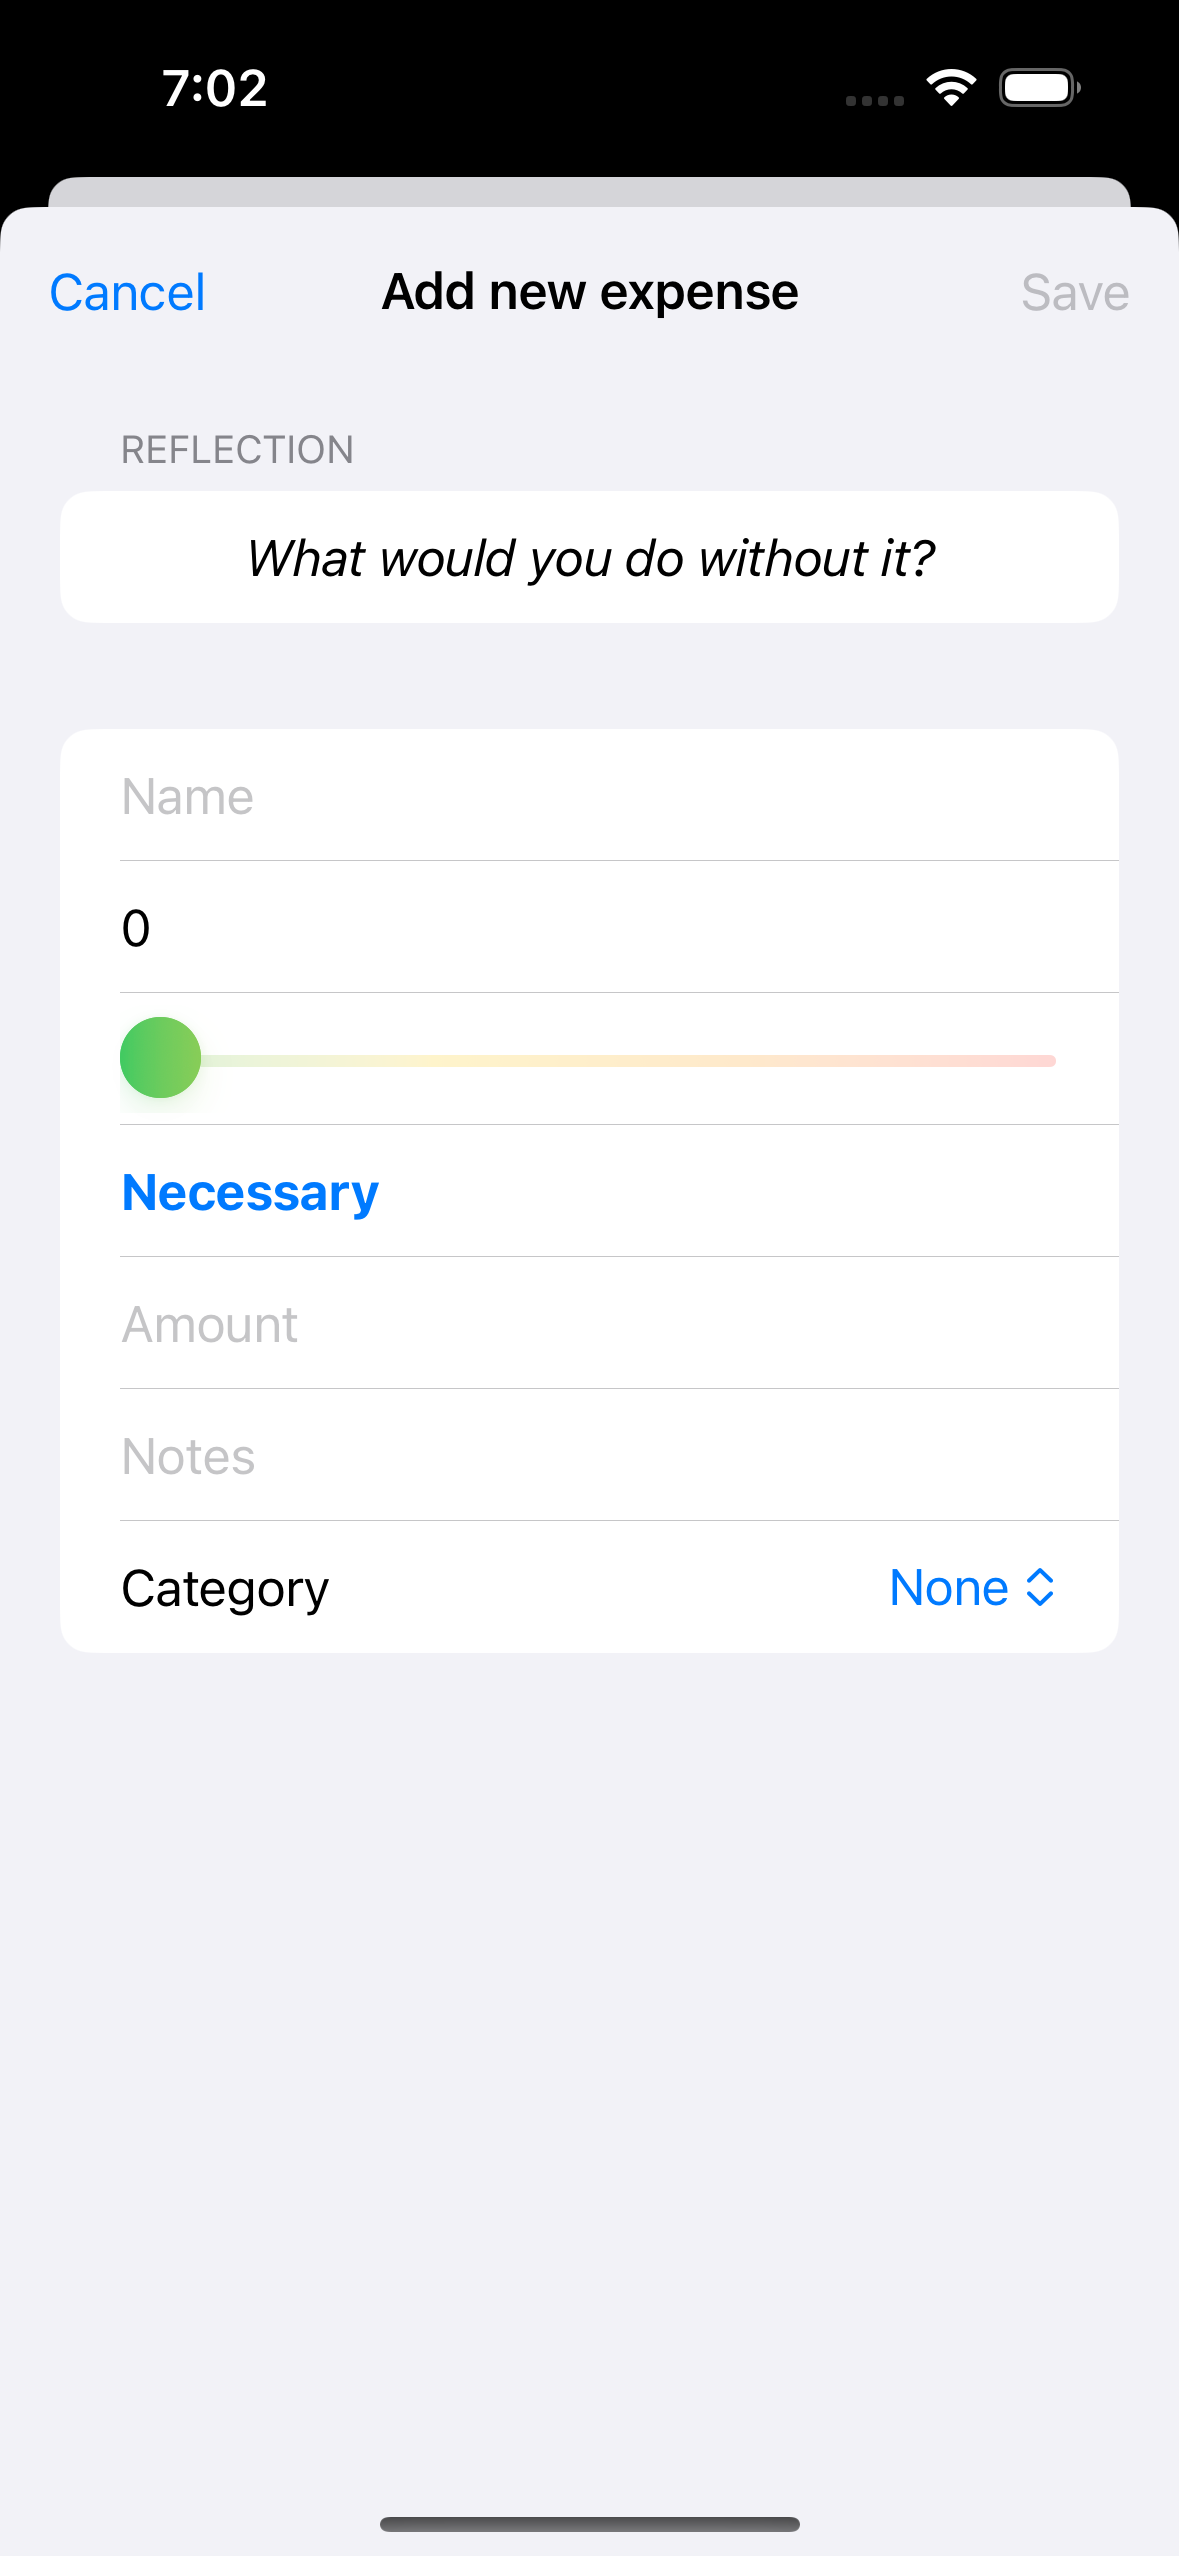 7:02
Cancel Add new expense Save
REFLECTION
What would you do without it?
Name
0
Necessary
Amount
Notes
Category None